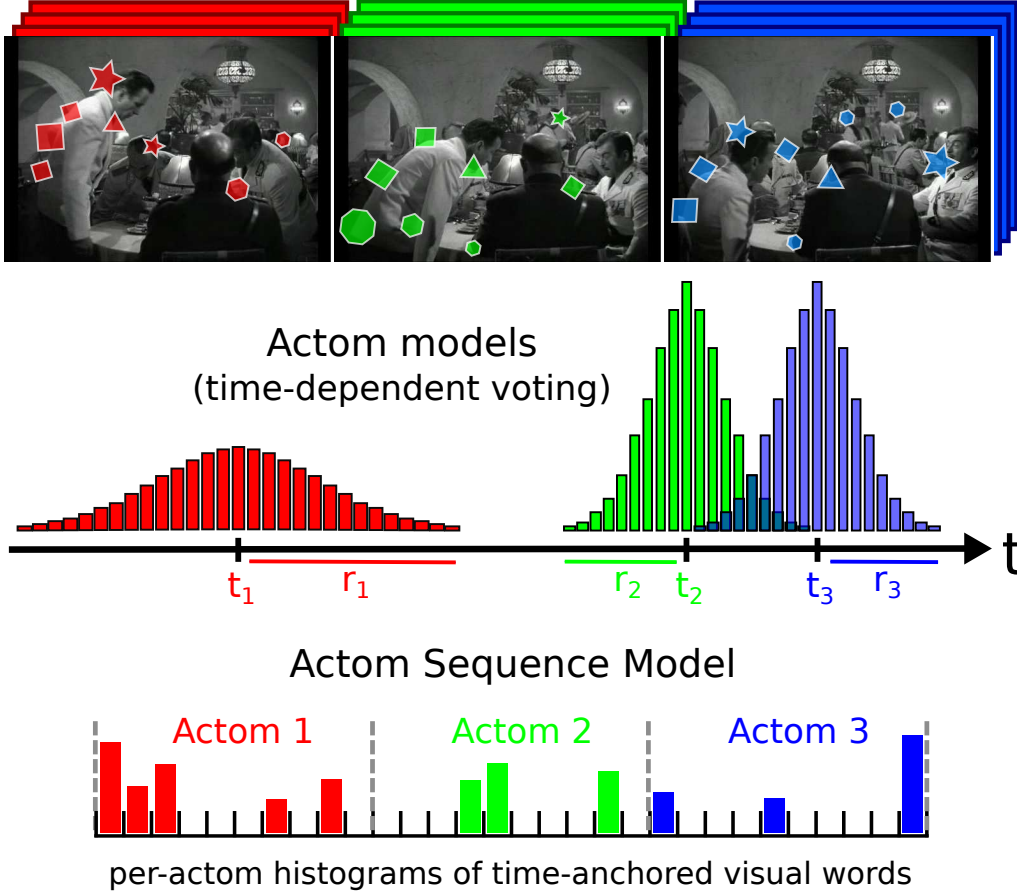 Actom models
(time-dependent voting)
t
t₁ r₁ r₂ t₂ t₃ r₃
Actom Sequence Model
Actom 1 Actom 2 Actom 3
per-actom histograms of time-anchored visual words